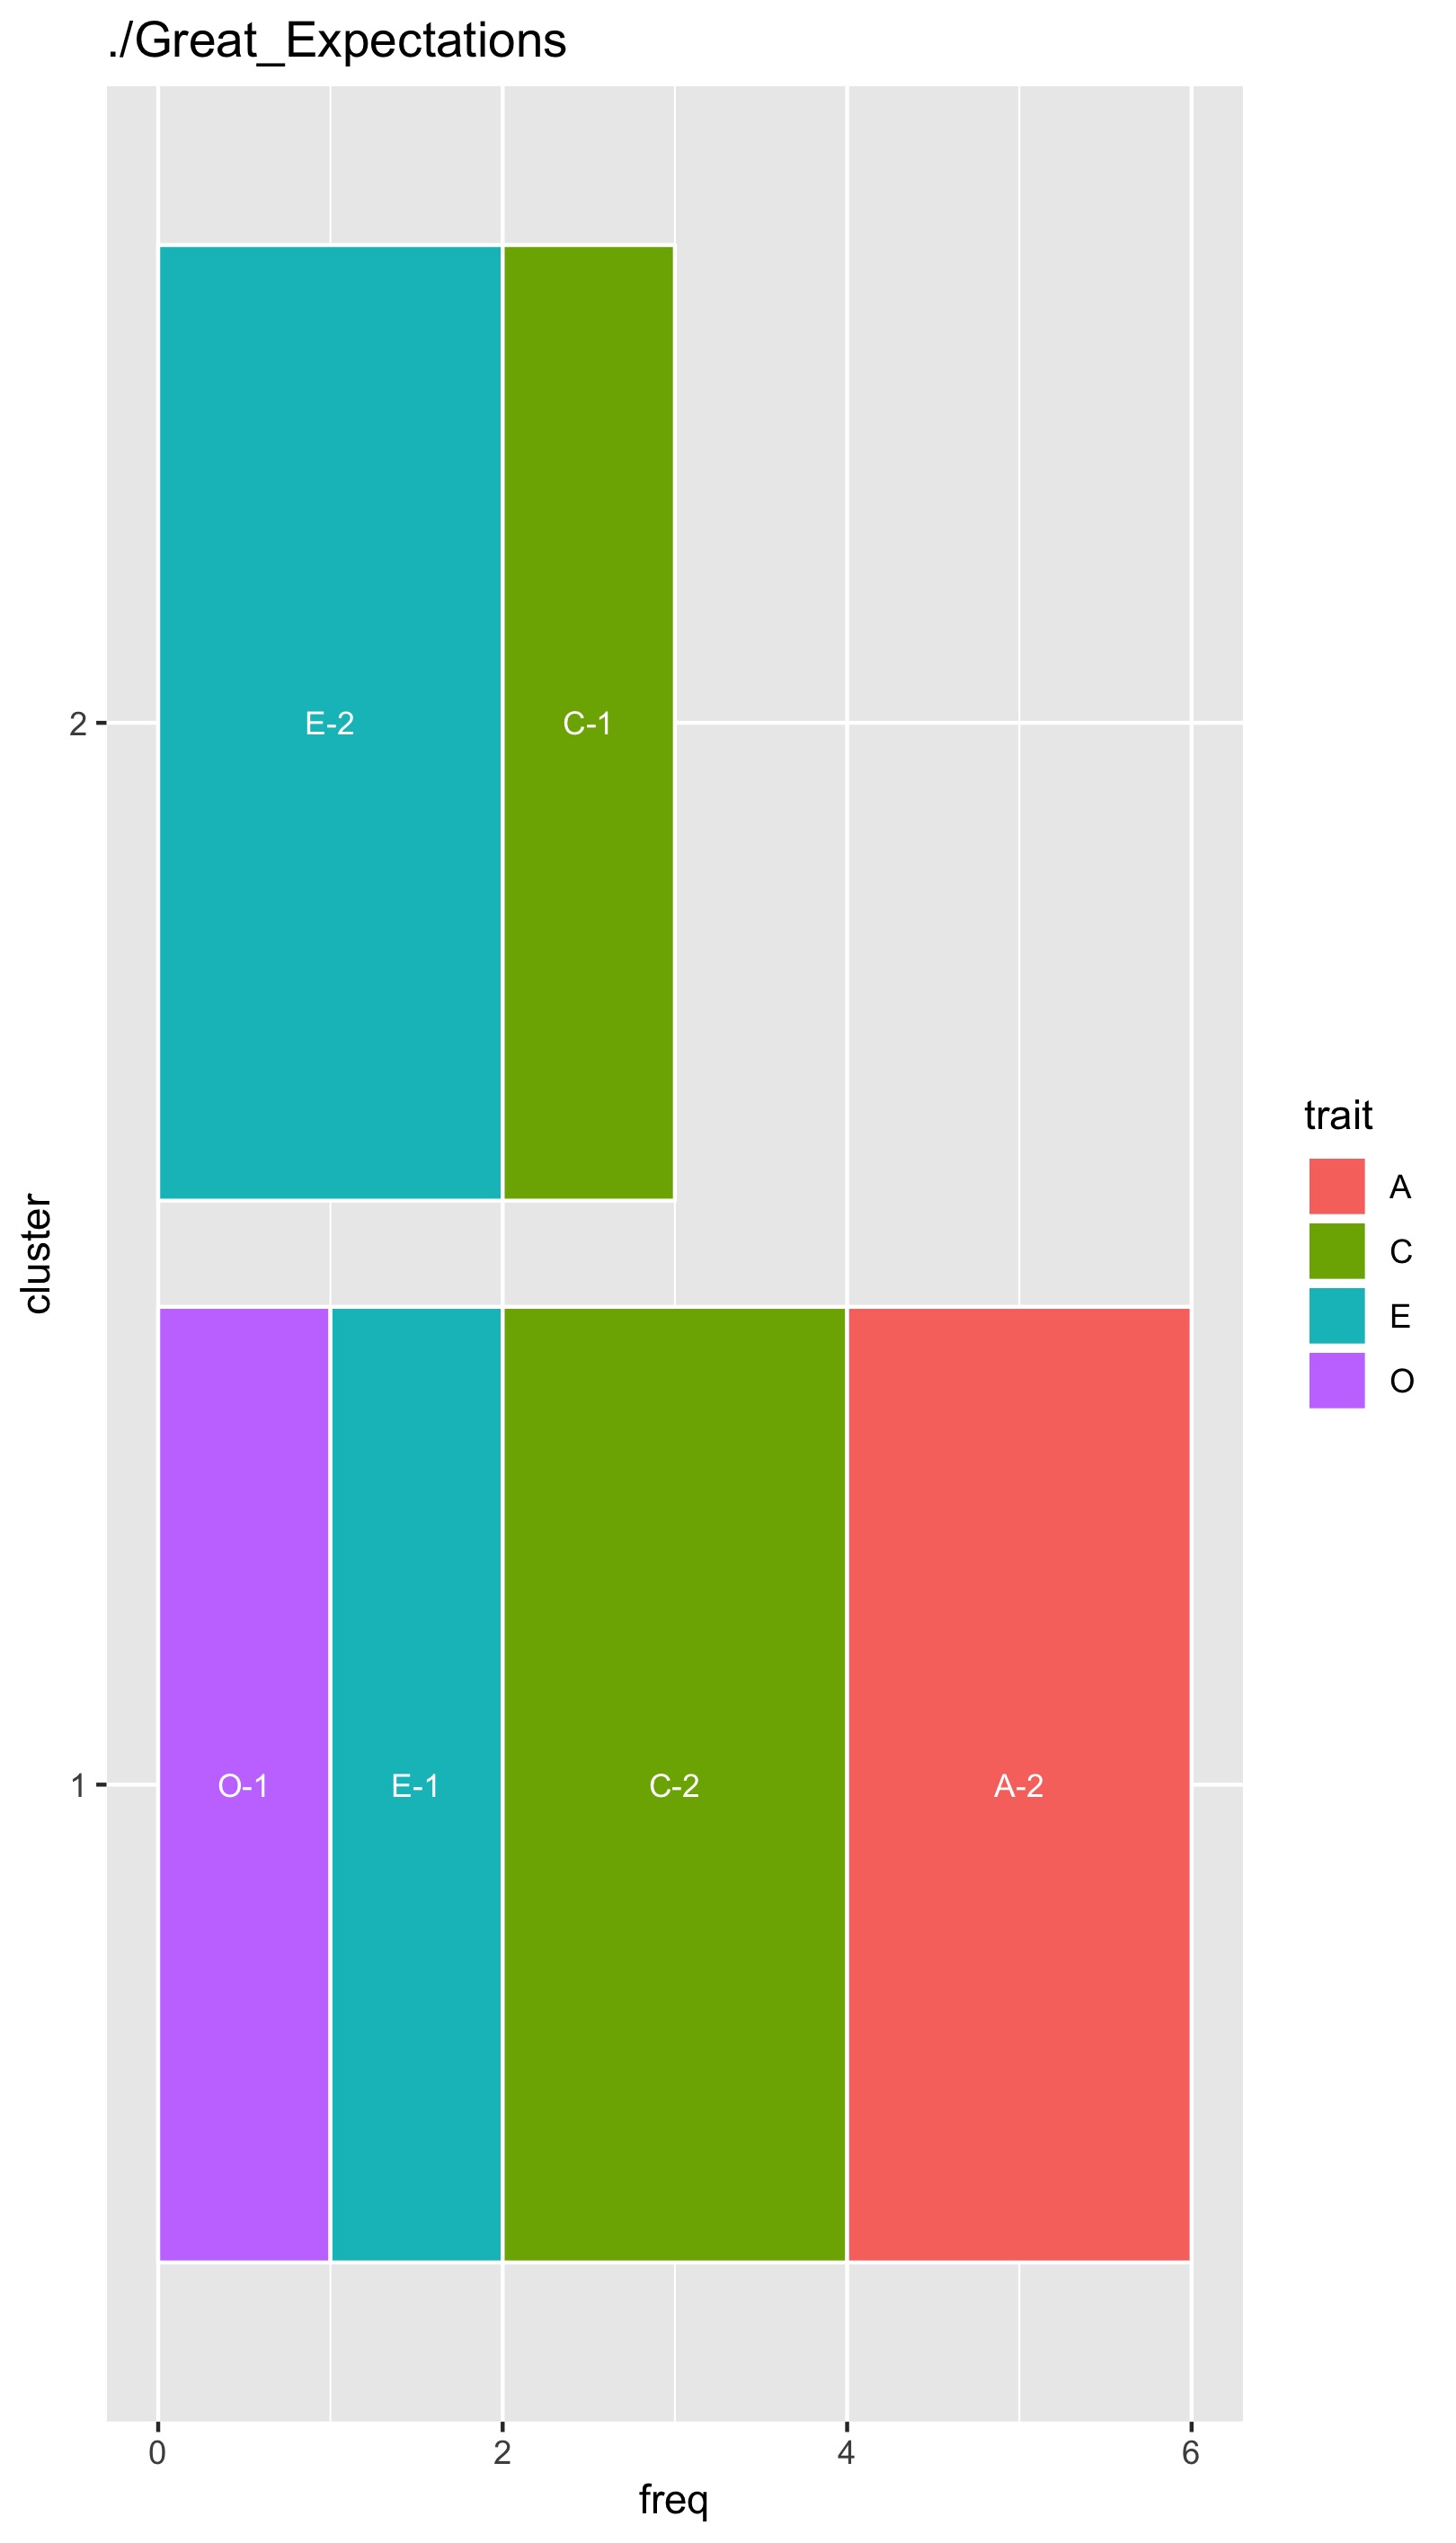 ./Great_Expectations
cluster
2
E-2
C-1
1
O-1
E-1
C-2
A-2
0
2
4
6
freq
trait
A
C
E
O